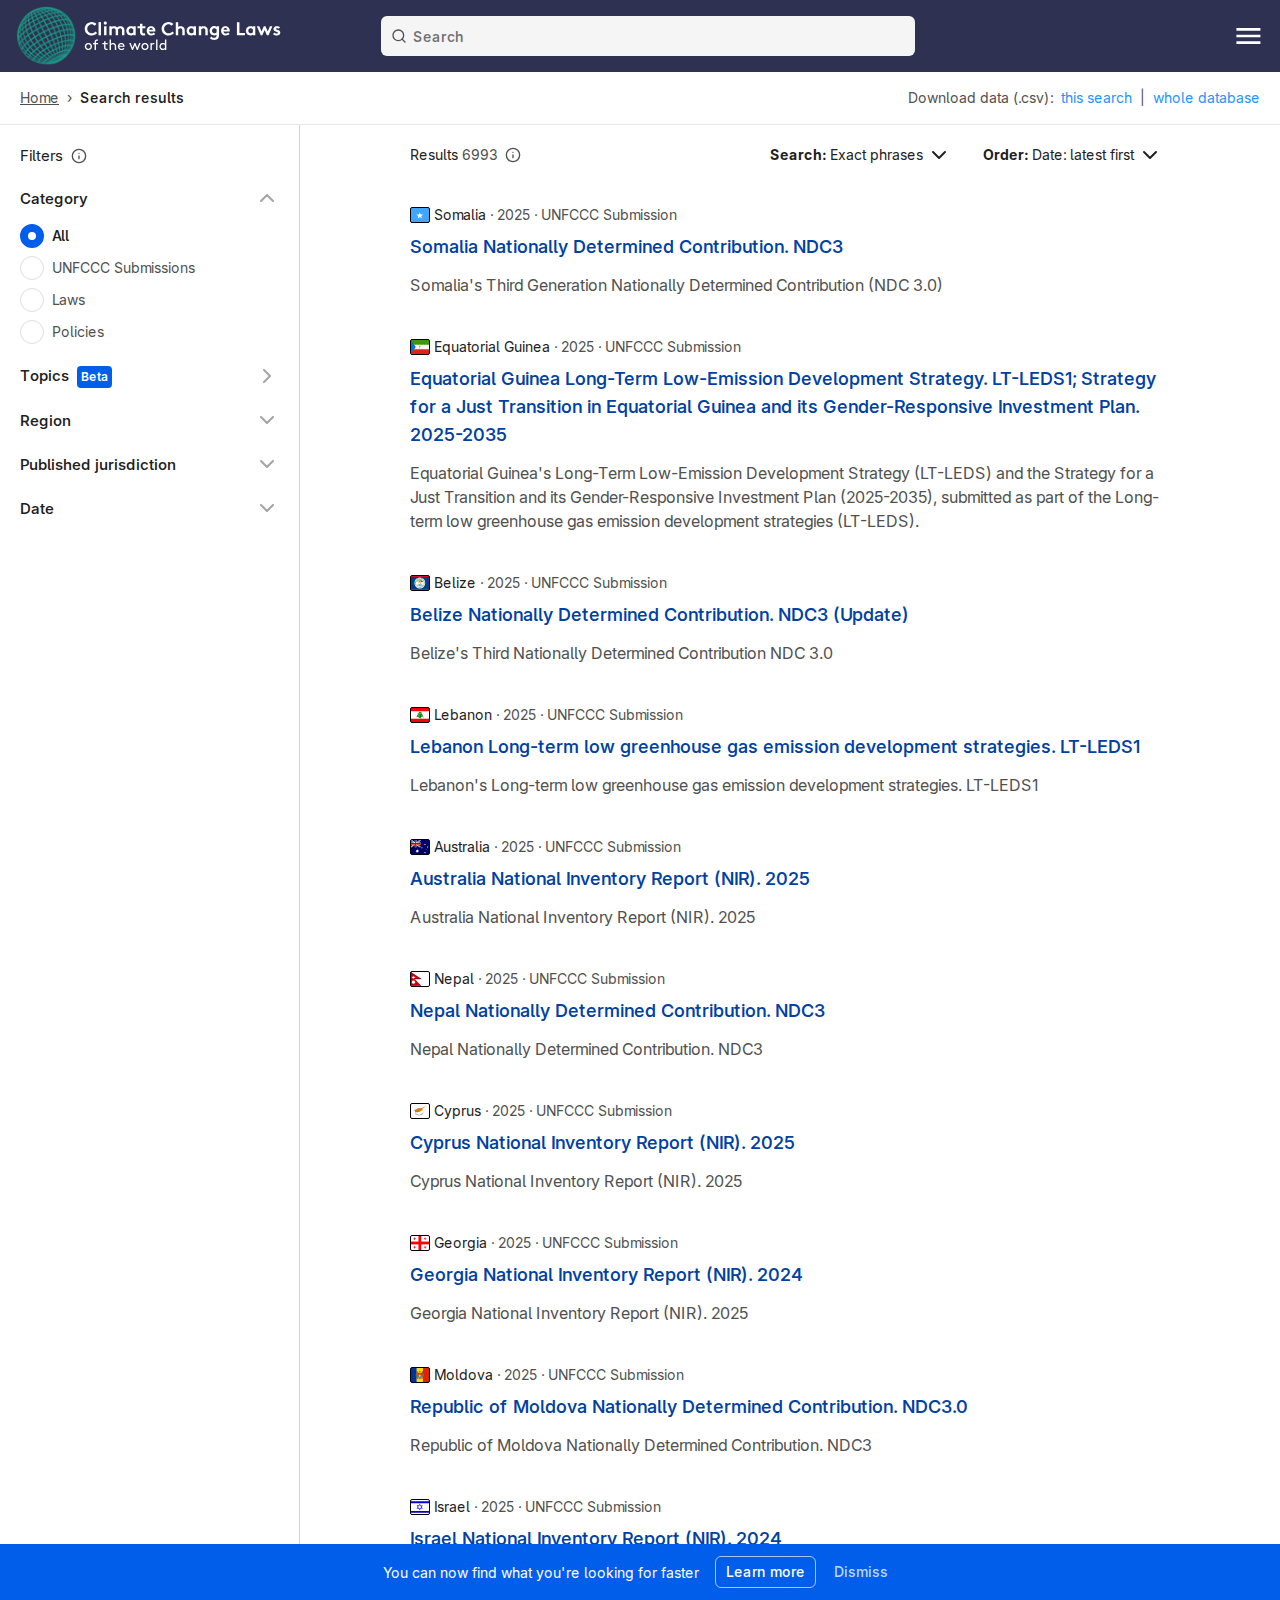 Climate Change Laws
of the world
Search
Home › Search results
Download data (.csv): this search | whole database
Filters
Category
All
UNFCCC Submissions
Laws
Policies
Topics Beta
Region
Published jurisdiction
Date
Results 6993
Search: Exact phrases
Order: Date: latest first
Somalia · 2025 · UNFCCC Submission
Somalia Nationally Determined Contribution. NDC3
Somalia's Third Generation Nationally Determined Contribution (NDC 3.0)
Equatorial Guinea · 2025 · UNFCCC Submission
Equatorial Guinea Long-Term Low-Emission Development Strategy. LT-LEDS1; Strategy
for a Just Transition in Equatorial Guinea and its Gender-Responsive Investment Plan.
2025-2035
Equatorial Guinea's Long-Term Low-Emission Development Strategy (LT-LEDS) and the Strategy for a
Just Transition and its Gender-Responsive Investment Plan (2025-2035), submitted as part of the Long-
term low greenhouse gas emission development strategies (LT-LEDS).
Belize · 2025 · UNFCCC Submission
Belize Nationally Determined Contribution. NDC3 (Update)
Belize's Third Nationally Determined Contribution NDC 3.0
Lebanon · 2025 · UNFCCC Submission
Lebanon Long-term low greenhouse gas emission development strategies. LT-LEDS1
Lebanon's Long-term low greenhouse gas emission development strategies. LT-LEDS1
Australia · 2025 · UNFCCC Submission
Australia National Inventory Report (NIR). 2025
Australia National Inventory Report (NIR). 2025
Nepal · 2025 · UNFCCC Submission
Nepal Nationally Determined Contribution. NDC3
Nepal Nationally Determined Contribution. NDC3
Cyprus · 2025 · UNFCCC Submission
Cyprus National Inventory Report (NIR). 2025
Cyprus National Inventory Report (NIR). 2025
Georgia · 2025 · UNFCCC Submission
Georgia National Inventory Report (NIR). 2024
Georgia National Inventory Report (NIR). 2025
Moldova · 2025 · UNFCCC Submission
Republic of Moldova Nationally Determined Contribution. NDC3.0
Republic of Moldova Nationally Determined Contribution. NDC3
Israel · 2025 · UNFCCC Submission
Israel National Inventory Report (NIR). 2024
You can now find what you're looking for faster
Learn more
Dismiss